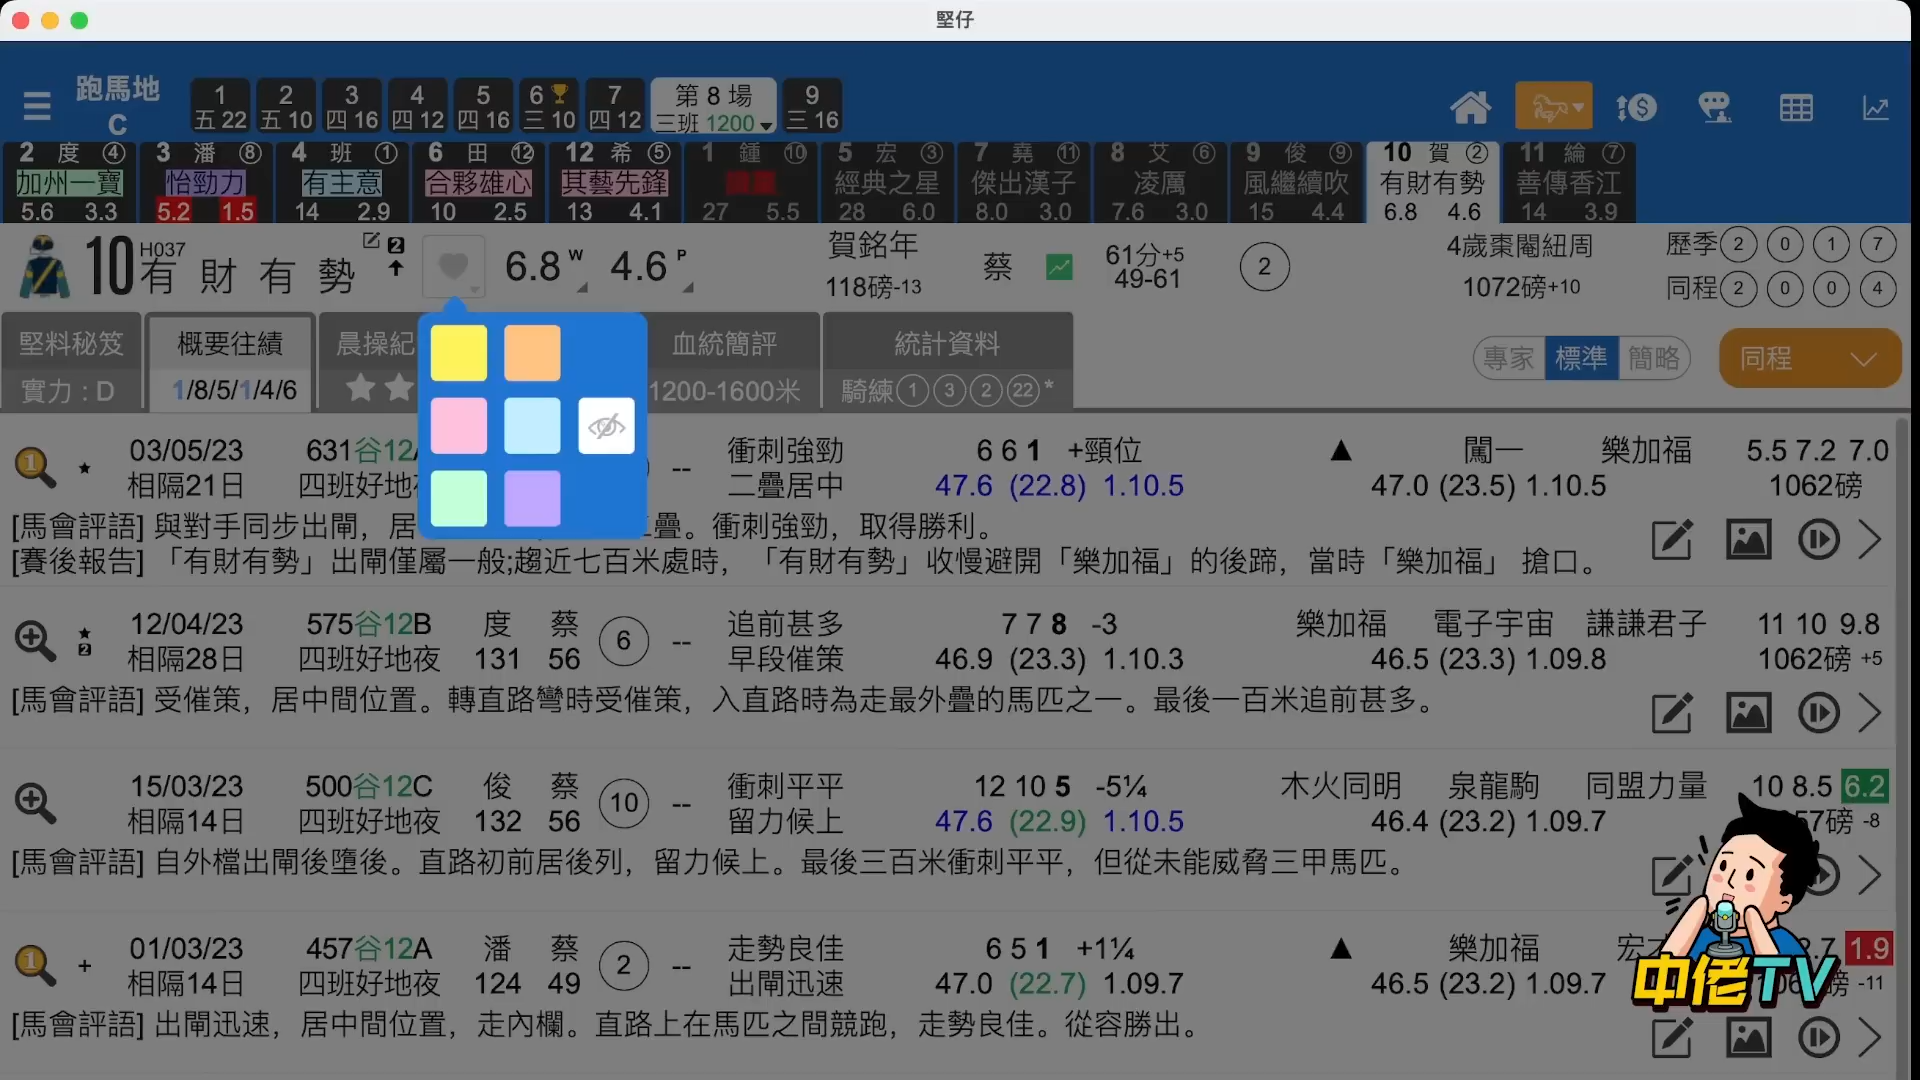 堅仔
跑馬地 C
1 五 22
2 五 10
3 四 16
4 四 12
5 四 16
6 三 10
7 四 12
第 8 場 三班 1200
9 三 16
2 度 ④ 加州一寶 5.6 3.3
3 潘 ⑧ 怡勁力 5.2 1.5
4 班 ① 有主意 14 2.9
6 田 ⑫ 合夥雄心 10 2.5
12 希 ⑤ 其藝先鋒 13 4.1
1 鍾 ⑩ 27 5.5
5 宏 ③ 經典之星 28 6.0
7 堯 ⑪ 傑出漢子 8.0 3.0
8 艾 ⑥ 凌厲 7.6 3.0
9 俊 ⑨ 風繼續吹 15 4.4
10 賀 ② 有財有勢 6.8 4.6
11 綸 ⑦ 善傳香江 14 3.9
10 H037 有財有勢 2
6.8 W 4.6 P
賀銘年
118磅-13
蔡
61分+5
49-61
2
4歲棗閹紐周
1072磅+10
歷季 2 0 1 7
同程 2 0 0 4
堅料秘笈 實力 : D
概要往績 1/8/5/1/4/6
晨操紀
血統簡評 1200-1600米
統計資料 騎練 1 3 2 22 *
專家 標準 簡略
同程
03/05/23 631谷12 -- 衝刺強勁 6 6 1 +頸位 ▲ 闖一 樂加福 5.5 7.2 7.0
相隔21日 四班好地 二疊居中 47.6 (22.8) 1.10.5 47.0 (23.5) 1.10.5 1062磅
[馬會評語] 與對手同步出閘，居 二疊。衝刺強勁，取得勝利。
[賽後報告] 「有財有勢」出閘僅屬一般;趨近七百米處時，「有財有勢」收慢避開「樂加福」的後蹄，當時「樂加福」 搶口。
12/04/23 575谷12B 度 蔡 6 -- 追前甚多 7 7 8 -3 樂加福 電子宇宙 謙謙君子 11 10 9.8
相隔28日 四班好地夜 131 56 早段催策 46.9 (23.3) 1.10.3 46.5 (23.3) 1.09.8 1062磅 +5
[馬會評語] 受催策，居中間位置。轉直路彎時受催策，入直路時為走最外疊的馬匹之一。最後一百米追前甚多。
15/03/23 500谷12C 俊 蔡 10 -- 衝刺平平 12 10 5 -5¼ 木火同明 泉龍駒 同盟力量 10 8.5 6.2
相隔14日 四班好地夜 132 56 留力候上 47.6 (22.9) 1.10.5 46.4 (23.2) 1.09.7 57磅 -8
[馬會評語] 自外檔出閘後墮後。直路初前居後列，留力候上。最後三百米衝刺平平，但從未能威脅三甲馬匹。
01/03/23 457谷12A 潘 蔡 2 -- 走勢良佳 6 5 1 +1¼ ▲ 樂加福 1.9
相隔14日 四班好地夜 124 49 出閘迅速 47.0 (22.7) 1.09.7 46.5 (23.2) 1.09.7 磅 -11
[馬會評語] 出閘迅速，居中間位置，走內欄。直路上在馬匹之間競跑，走勢良佳。從容勝出。
中佬TV